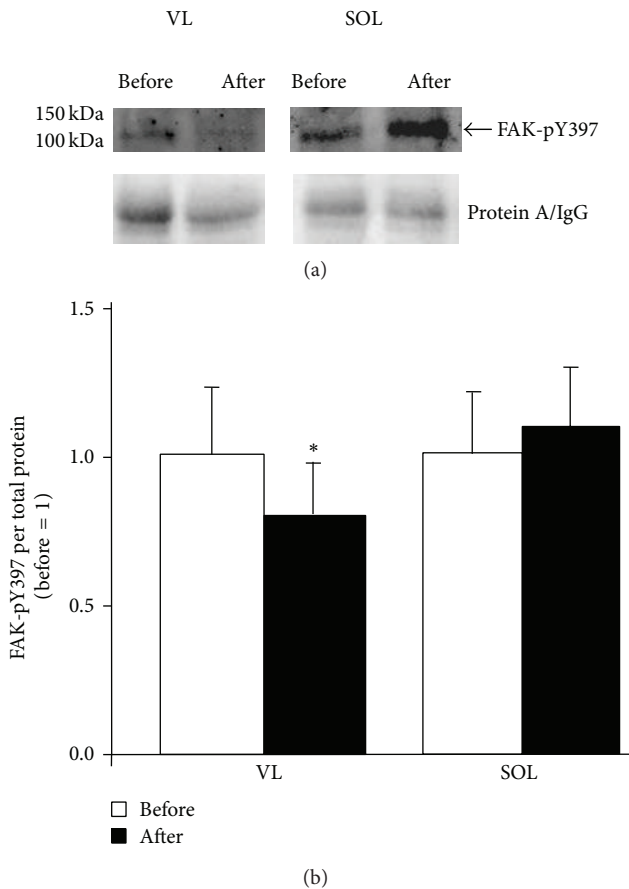 VL SOL
Before After Before After
150 kDa
100 kDa
FAK-pY397
Protein A/IgG
(a)
1.5
1.0
0.5
0.0
FAK-pY397 per total protein
(before = 1)
*
VL SOL
Before
After
(b)